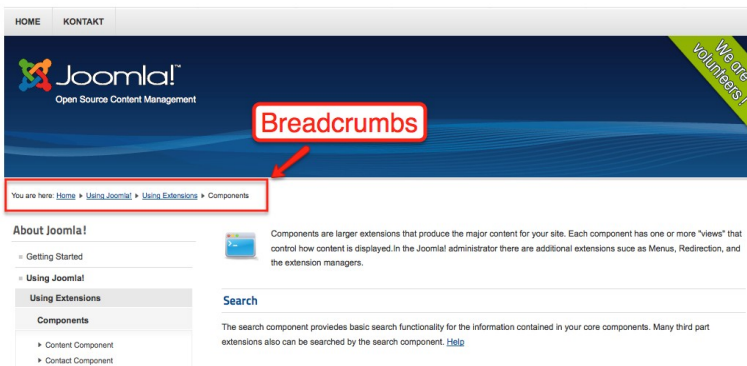 HOME KONTAKT
Joomla!™
Open Source Content Management
We are
volunteers!
Breadcrumbs
You are here: Home ▸ Using Joomla! ▸ Using Extensions ▸ Components
About Joomla!
Getting Started
Using Joomla!
Using Extensions
Components
Content Component
Contact Component
Components are larger extensions that produce the major content for your site. Each component has one or more "views" that
control how content is displayed.In the Joomla! administrator there are additional extensions suce as Menus, Redirection, and
the extension managers.
Search
The search component proviedes basic search functionality for the information contained in your core components. Many third part
extensions also can be searched by the search component. Help